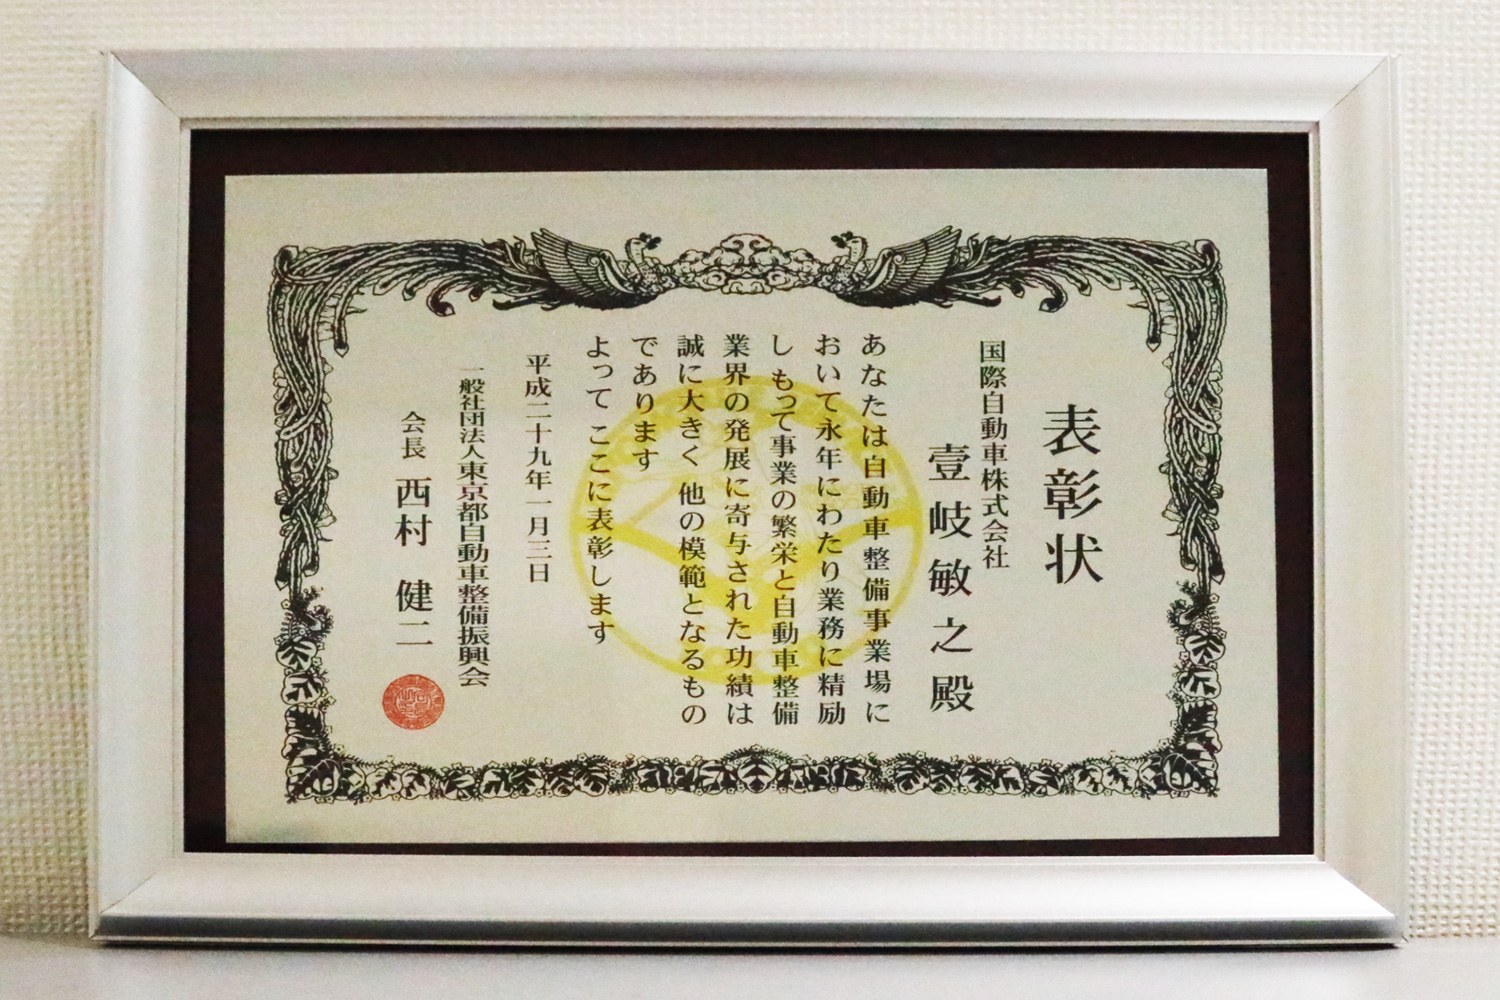 表彰状
国際自動車株式会社
壹岐敏之殿
あなたは自動車整備事業場に
おいて永年にわたり業務に精励
しもって事業の繁栄と自動車整備
業界の発展に寄与された功績は
誠に大きく他の模範となるもの
であります
よってここに表彰します
平成二十九年一月三日
一般社団法人東京都自動車整備振興会
会長 西村 健二